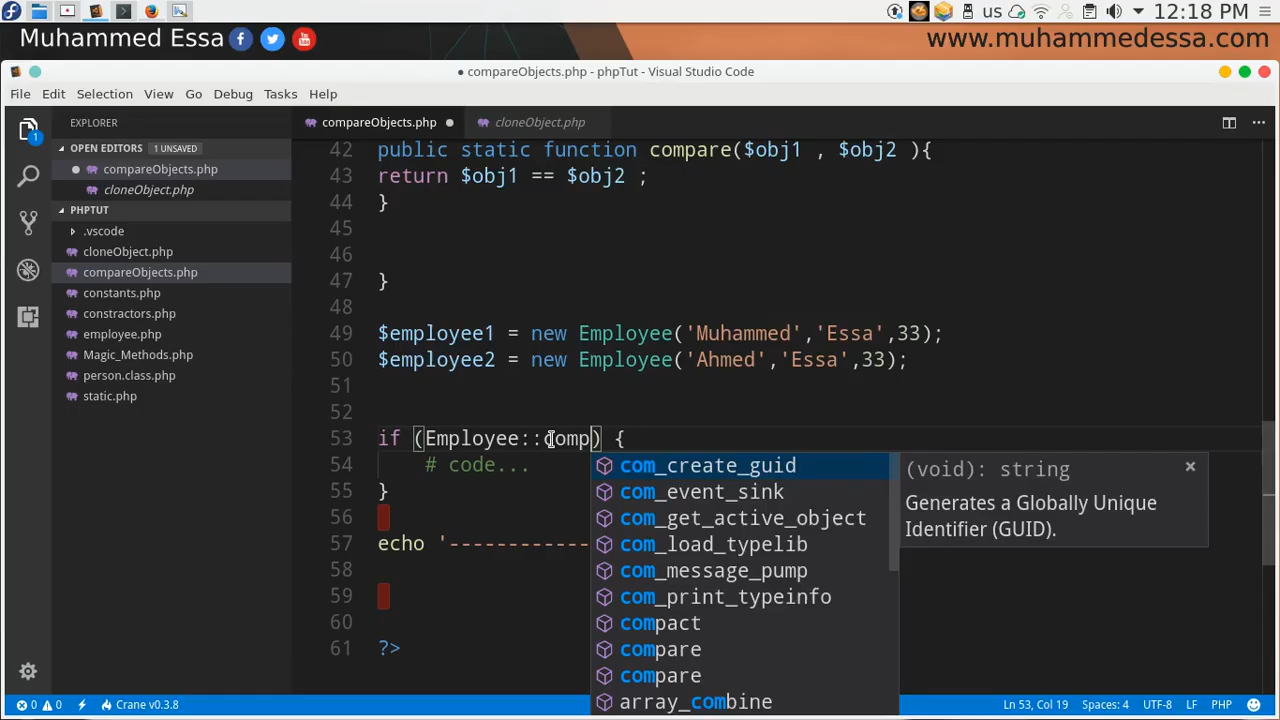 us 12:18 PM
Muhammed Essa www.muhammedessa.com
● compareObjects.php - phpTut - Visual Studio Code
File Edit Selection View Go Debug Tasks Help
EXPLORER compareObjects.php ● cloneObject.php
1
OPEN EDITORS 1 UNSAVED
compareObjects.php
cloneObject.php
PHPTUT
.vscode
cloneObject.php
compareObjects.php
constants.php
constractors.php
employee.php
Magic_Methods.php
person.class.php
static.php
42 public static function compare($obj1 , $obj2 ){
43 return $obj1 == $obj2 ;
44 }
45
46
47 }
48
49 $employee1 = new Employee('Muhammed','Essa',33);
50 $employee2 = new Employee('Ahmed','Essa',33);
51
52
53 if (Employee::comp) {
54 # code...
55 }
56
57 echo '-------------
58
59
60
61 ?>
com_create_guid
com_event_sink
com_get_active_object
com_load_typelib
com_message_pump
com_print_typeinfo
compact
compare
compare
array_combine
(void): string
Generates a Globally Unique
Identifier (GUID).
0 0 Crane v0.3.8 Ln 53, Col 19 Spaces: 4 UTF-8 LF PHP